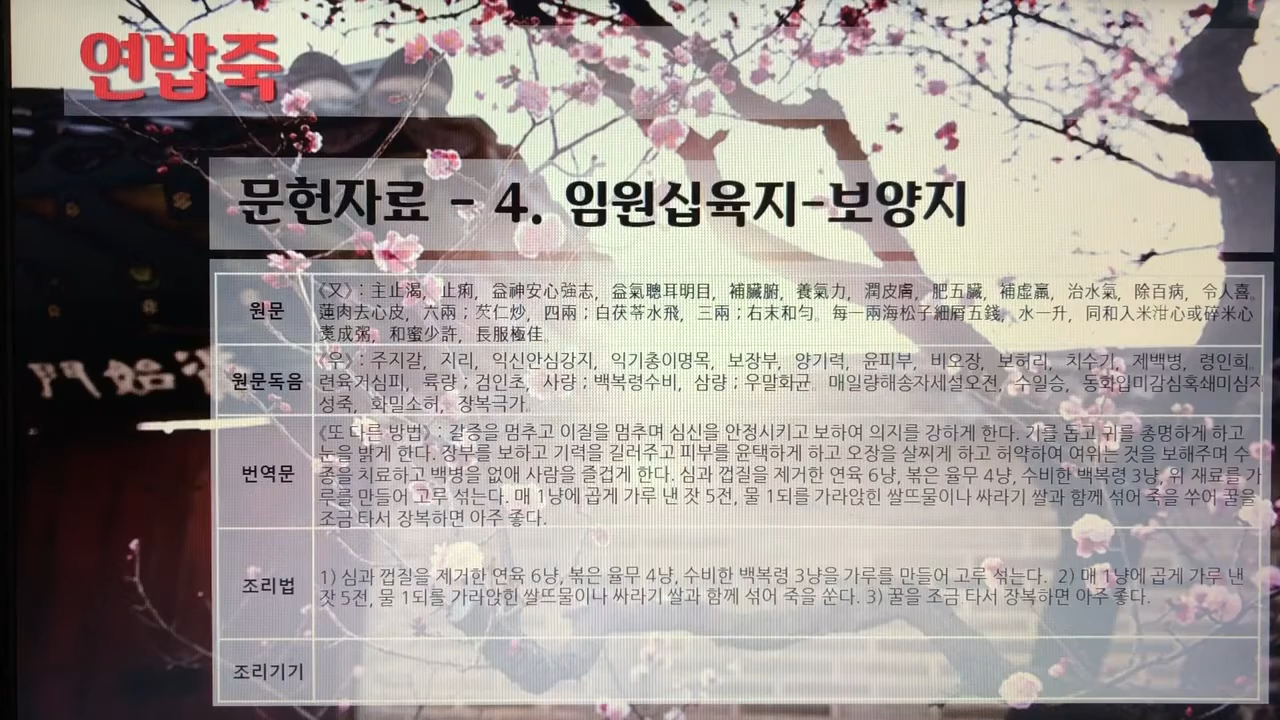 연밥죽
문헌자료 - 4. 임원십육지-보양지
원문
《又》: 主止渴, 止痢, 益神安心強志, 益氣聰耳明目, 補臟腑, 養氣力, 潤皮膚, 肥五臟, 補虛羸, 治水氣, 除百病, 令人喜。
蓮肉去心皮, 六兩 ; 芡仁炒, 四兩 ; 白茯苓水飛, 三兩 ; 右末和勻。每一兩海松子細屑五錢, 水一升, 同和入米泔心或碎米心
煮成粥, 和蜜少許, 長服極佳。
원문독음
《우》: 주지갈, 지리, 익신안심강지, 익기총이명목, 보장부, 양기력, 윤피부, 비오장, 보허리, 치수기, 제백병, 령인희。
련육거심피, 륙량 ; 검인초, 사량 ; 백복령수비, 삼량 ; 우말화균。 매일량해송자세설오전, 수일승, 동화입미감심혹쇄미심자
성죽, 화밀소허, 장복극가。
번역문
《또 다른 방법》: 갈증을 멈추고 이질을 멈추며 심신을 안정시키고 보하여 의지를 강하게 한다. 기를 돕고 귀를 총명하게 하고
눈을 밝게 한다. 장부를 보하고 기력을 길러주고 피부를 윤택하게 하고 오장을 살찌게 하고 허약하여 여위는 것을 보해주며 수
종을 치료하고 백병을 없애 사람을 즐겁게 한다. 심과 껍질을 제거한 연육 6냥, 볶은 율무 4냥, 수비한 백복령 3냥, 위 재료를 가
루를 만들어 고루 섞는다. 매 1냥에 곱게 가루 낸 잣 5전, 물 1되를 가라앉힌 쌀뜨물이나 싸라기 쌀과 함께 섞어 죽을 쑤어 꿀을
조금 타서 장복하면 아주 좋다.
조리법
1) 심과 껍질을 제거한 연육 6냥, 볶은 율무 4냥, 수비한 백복령 3냥을 가루를 만들어 고루 섞는다. 2) 매 1냥에 곱게 가루 낸
잣 5전, 물 1되를 가라앉힌 쌀뜨물이나 싸라기 쌀과 함께 섞어 죽을 쑨다. 3) 꿀을 조금 타서 장복하면 아주 좋다.
조리기기